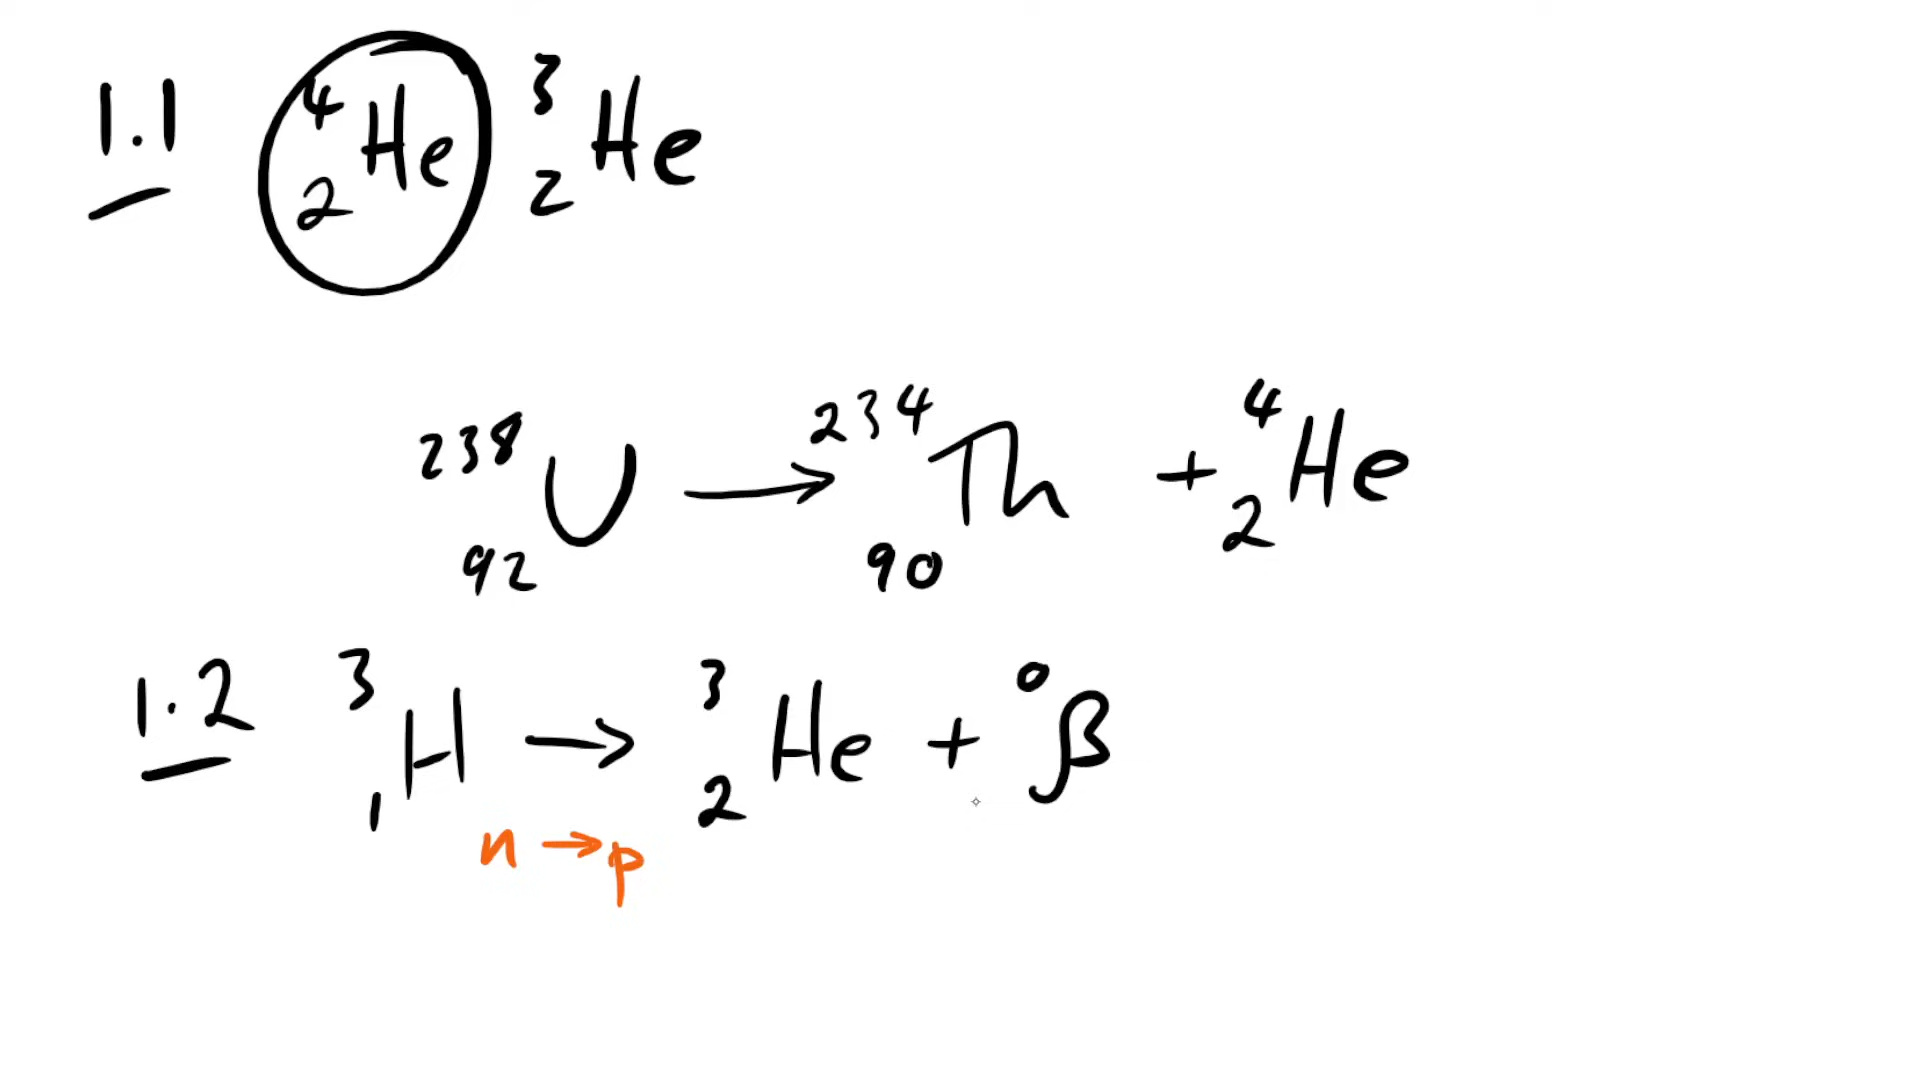 1.1 ⁴₂He ³₂He
²³⁸₉₂U → ²³⁴₉₀Th + ⁴₂He
1.2 ³₁H → ³₂He + ⁰β
n → p